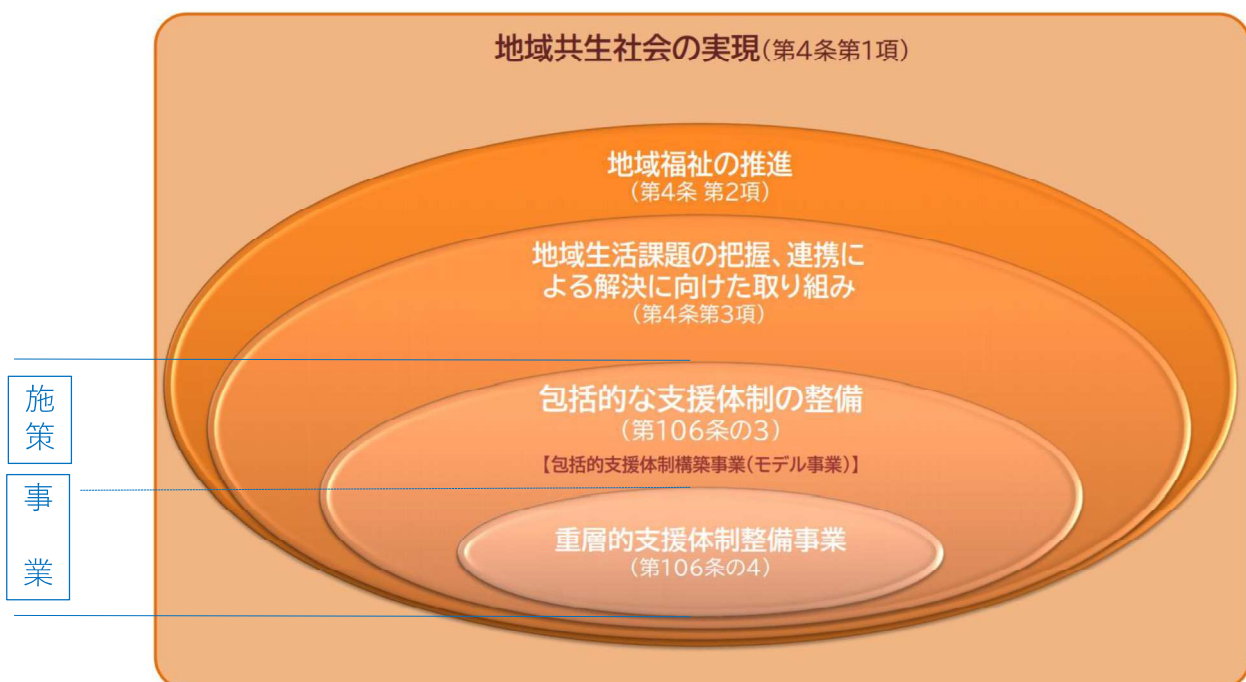 地域共生社会の実現(第4条第1項)
地域福祉の推進
(第4条 第2項)
地域生活課題の把握、連携に
よる解決に向けた取り組み
(第4条第3項)
包括的な支援体制の整備
(第106条の3)
【包括的支援体制構築事業(モデル事業)】
重層的支援体制整備事業
(第106条の4)
施策
事業